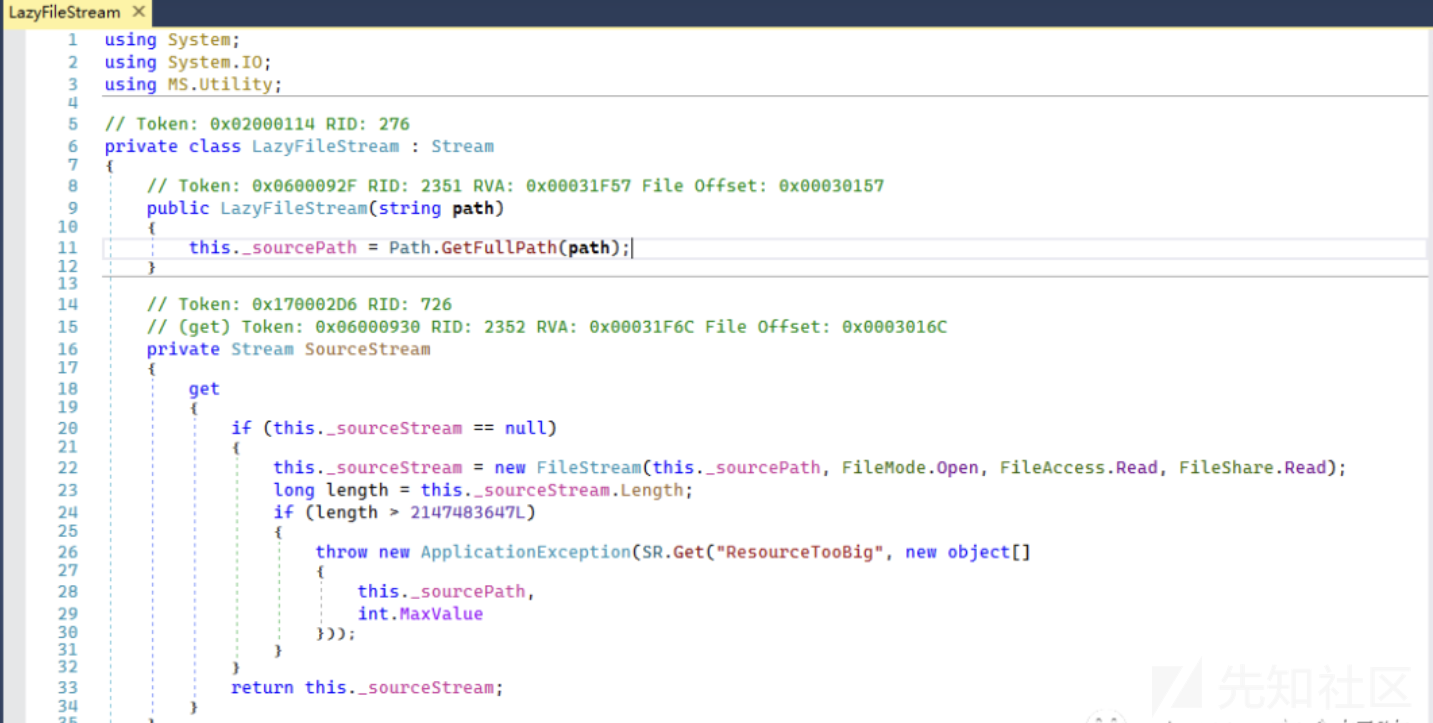 LazyFileStream ×
1 using System;
2 using System.IO;
3 using MS.Utility;
4
5 // Token: 0x02000114 RID: 276
6 private class LazyFileStream : Stream
7 {
8 // Token: 0x0600092F RID: 2351 RVA: 0x00031F57 File Offset: 0x00030157
9 public LazyFileStream(string path)
10 {
11 this._sourcePath = Path.GetFullPath(path);
12 }
13
14 // Token: 0x170002D6 RID: 726
15 // (get) Token: 0x06000930 RID: 2352 RVA: 0x00031F6C File Offset: 0x0003016C
16 private Stream SourceStream
17 {
18 get
19 {
20 if (this._sourceStream == null)
21 {
22 this._sourceStream = new FileStream(this._sourcePath, FileMode.Open, FileAccess.Read, FileShare.Read);
23 long length = this._sourceStream.Length;
24 if (length > 2147483647L)
25 {
26 throw new ApplicationException(SR.Get("ResourceTooBig", new object[]
27 {
28 this._sourcePath,
29 int.MaxValue
30 }));
31 }
32 }
33 return this._sourceStream;
34 }
35 }
先知社区